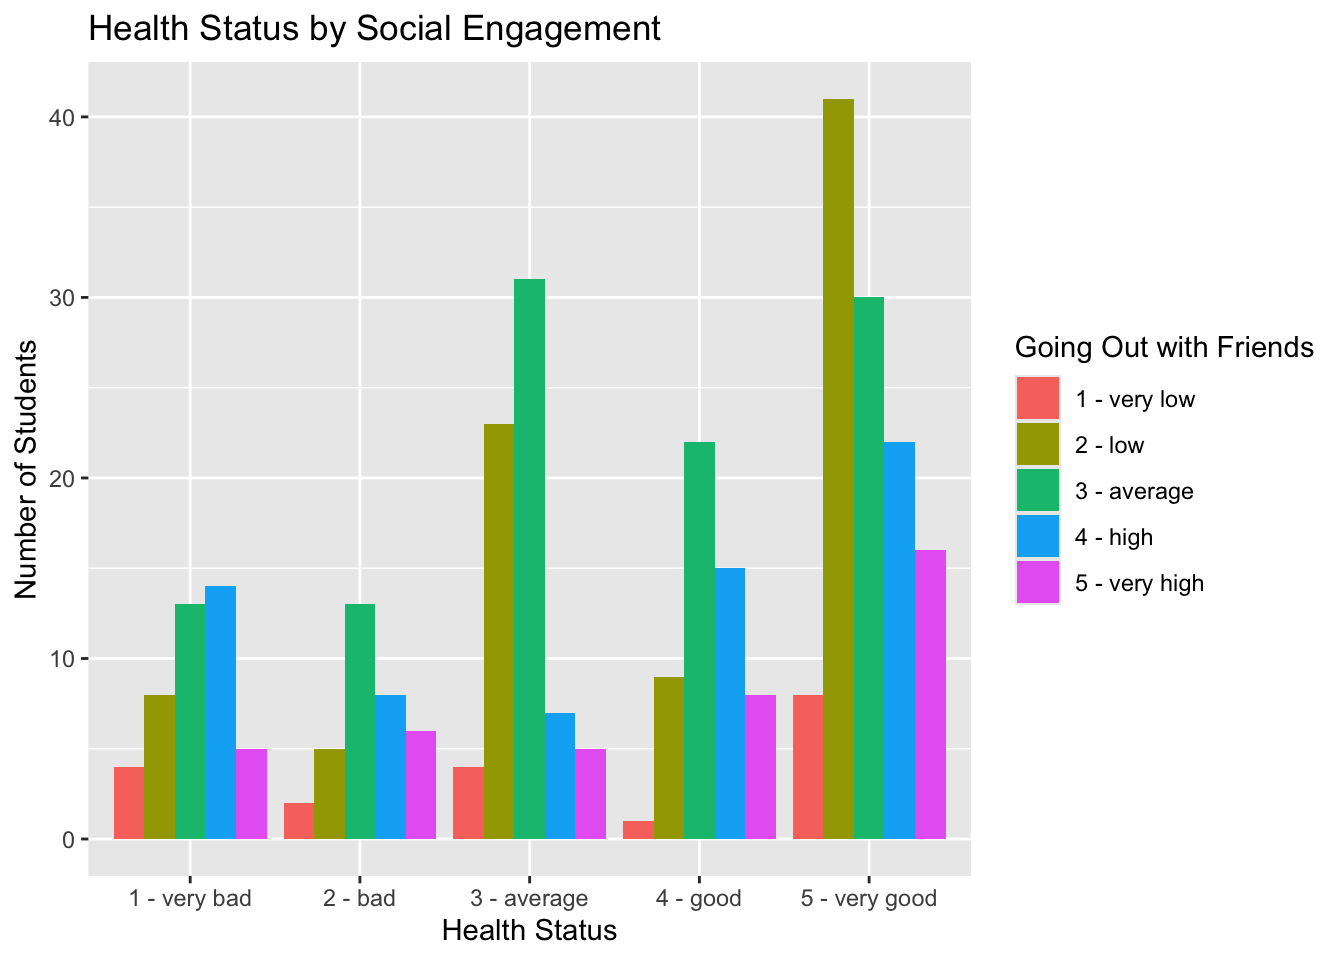 Health Status by Social Engagement
Number of Students
40
30
20
10
0
1 - very bad
2 - bad
3 - average
4 - good
5 - very good
Health Status
Going Out with Friends
1 - very low
2 - low
3 - average
4 - high
5 - very high